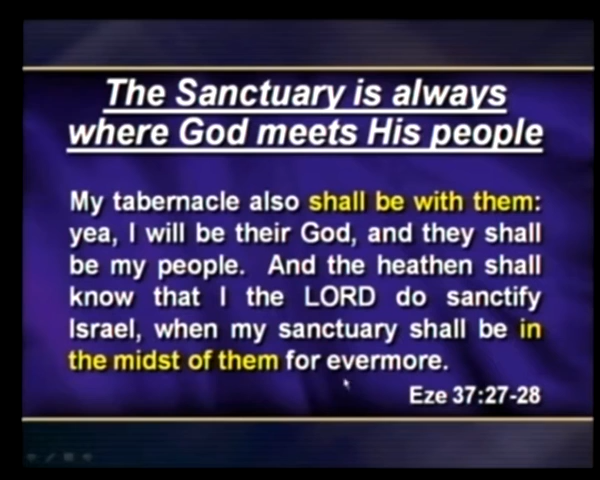 The Sanctuary is always
where God meets His people
My tabernacle also shall be with them:
yea, I will be their God, and they shall
be my people. And the heathen shall
know that I the LORD do sanctify
Israel, when my sanctuary shall be in
the midst of them for evermore.
Eze 37:27-28